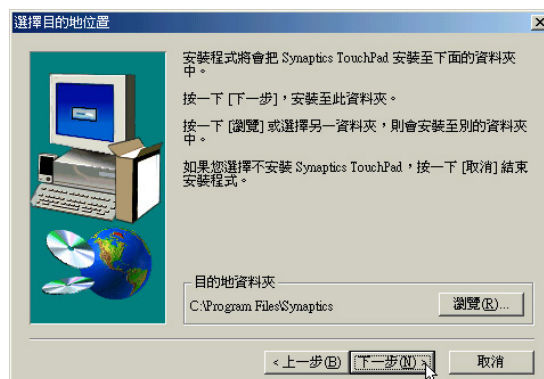 選擇目的地位置
安裝程式將會把 Synaptics TouchPad 安裝至下面的資料夾
中。
按一下 [下一步]，安裝至此資料夾。
按一下 [瀏覽] 或選擇另一資料夾，則會安裝至別的資料夾
中。
如果您選擇不安裝 Synaptics TouchPad，按一下 [取消] 結束
安裝程式。
目的地資料夾
C:\Program Files\Synaptics
瀏覽(R)...
<上一步(B)
下一步(N)>
取消